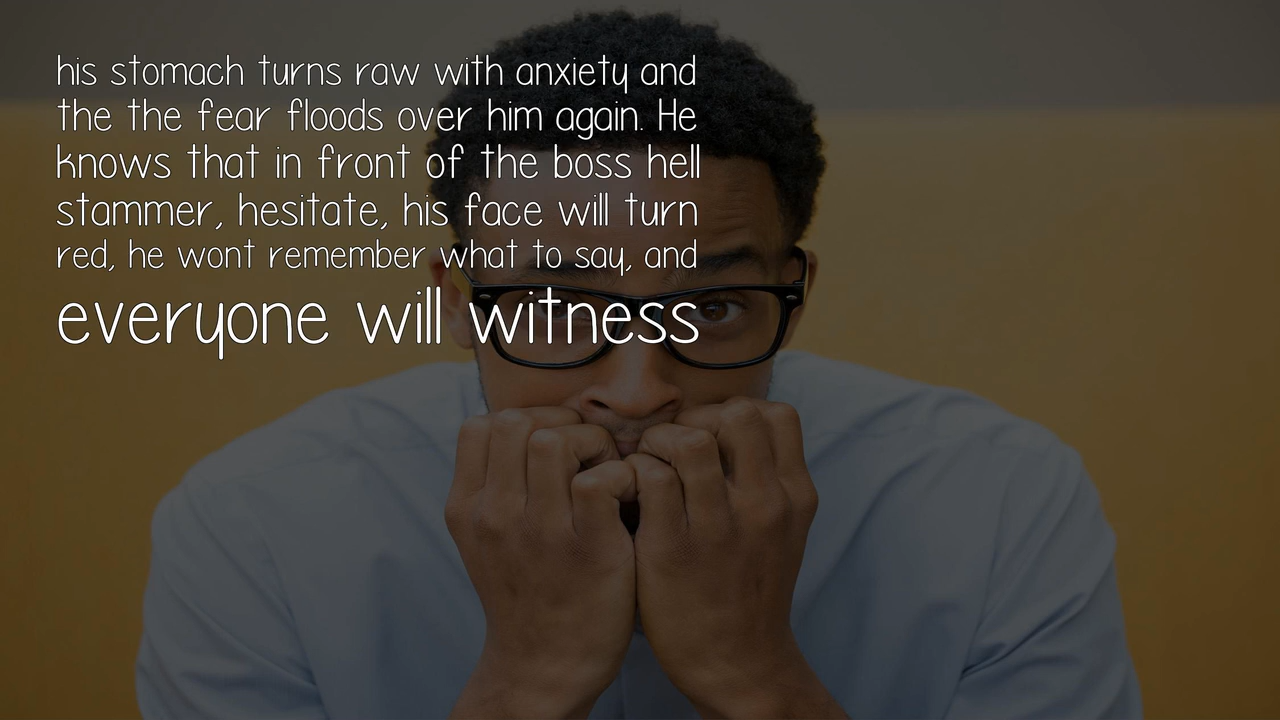 his stomach turns raw with anxiety and
the the fear floods over him again. He
knows that in front of the boss hell
stammer, hesitate, his face will turn
red, he wont remember what to say, and
everyone will witness